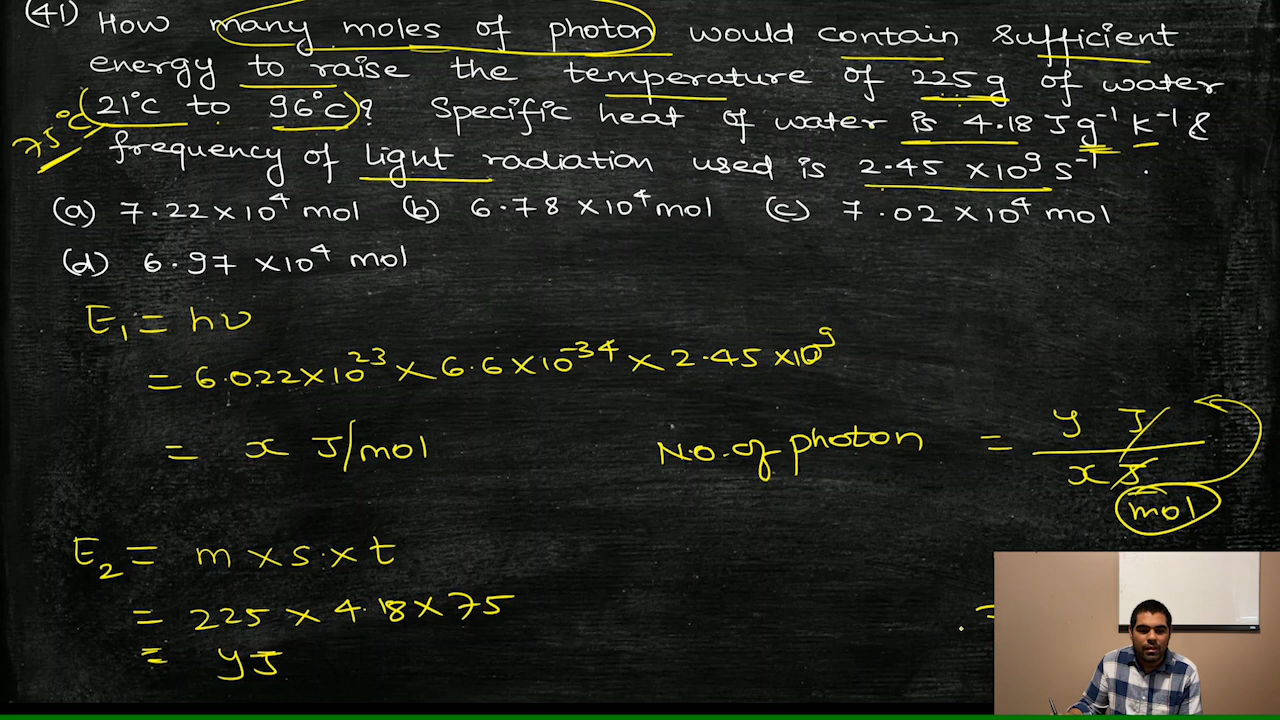 (41) How many moles of photon would contain sufficient
energy to raise the temperature of 225 g of water
(21°C to 96°C)? Specific heat of water is 4.18 J g⁻¹ K⁻¹ &
75°C
frequency of light radiation used is 2.45 × 10⁹ s⁻¹.
(a) 7.22 × 10⁴ mol (b) 6.78 × 10⁴ mol (c) 7.02 × 10⁴ mol
(d) 6.97 × 10⁴ mol
E₁ = hυ
= 6.022 × 10²³ × 6.6 × 10⁻³⁴ × 2.45 × 10⁹
= x J/mol
No. of photon = y J / x J
mol
E₂ = m × s × t
= 225 × 4.18 × 75
= y J
=